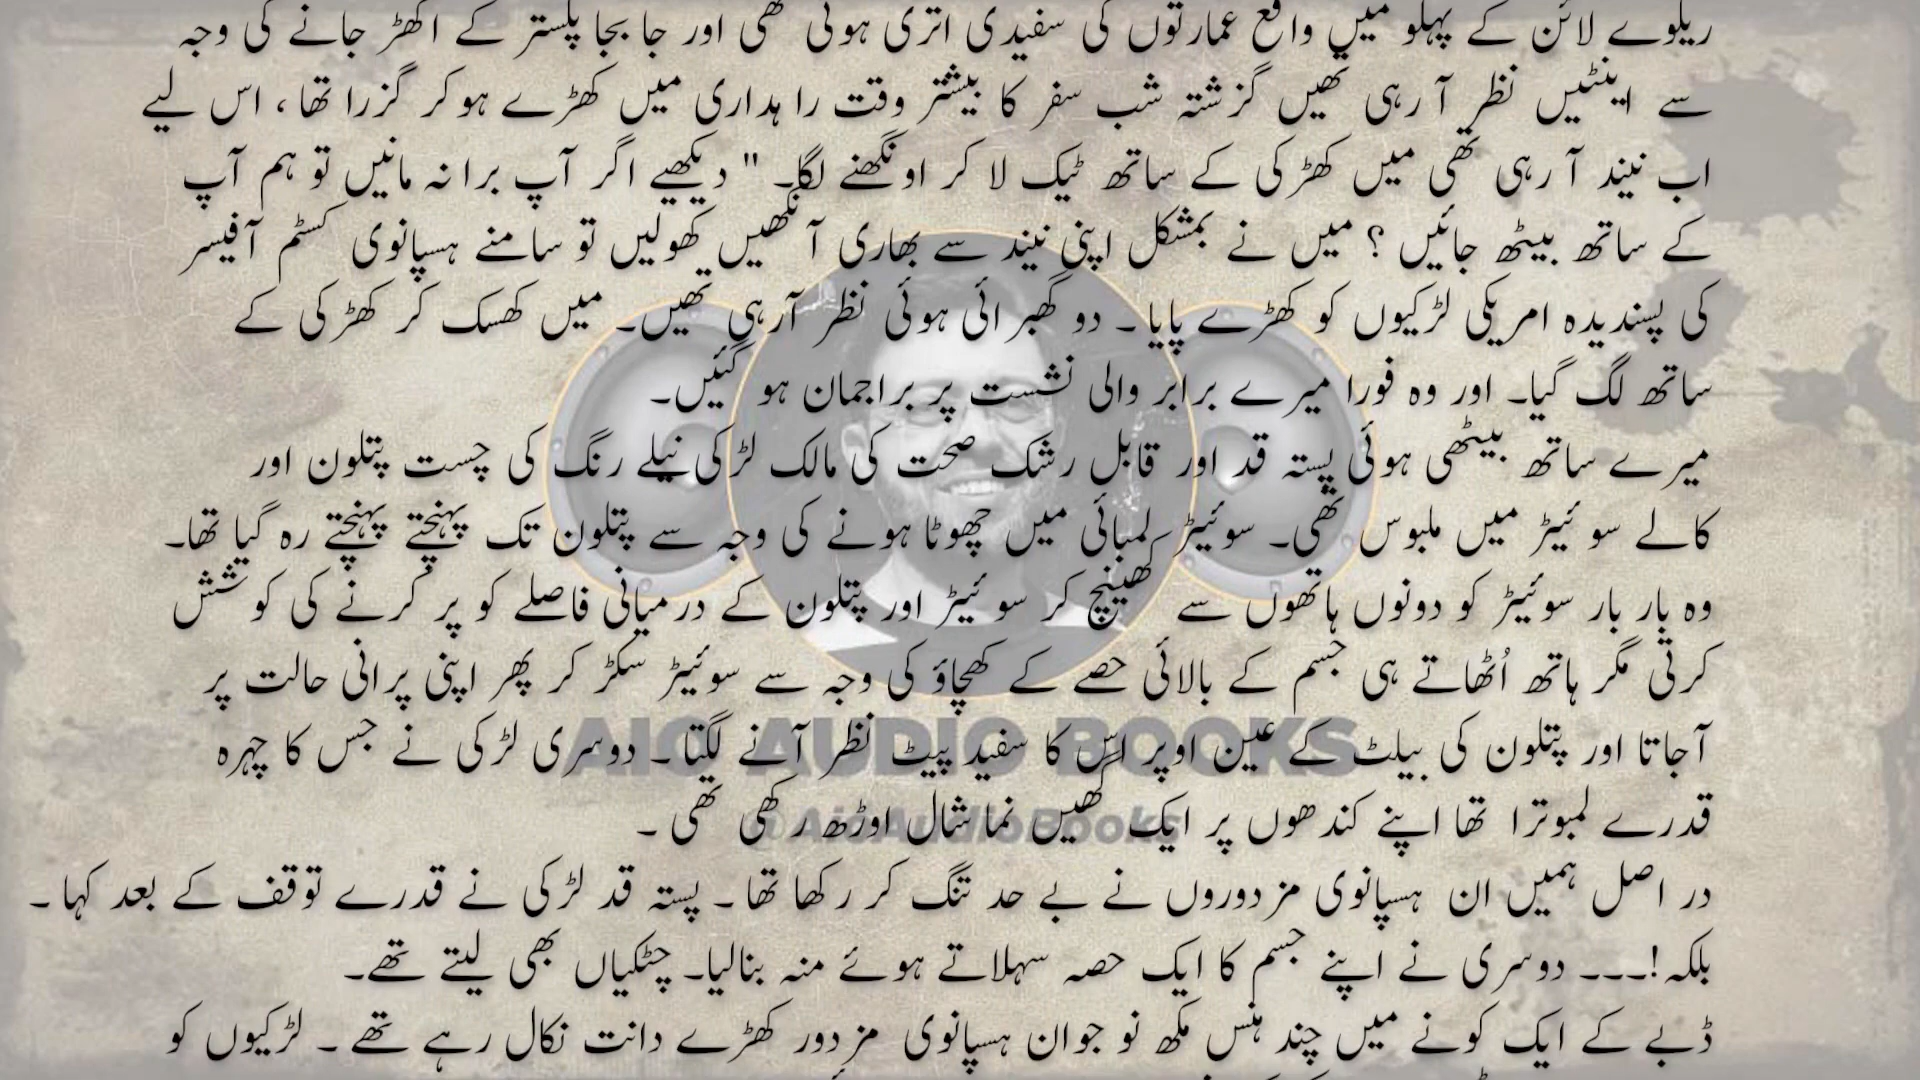 ریلوے لائن کے پہلو میں واقع عمارتوں کی سفیدی اتری ہوئی تھی اور جا بجا پلستر کے اکھڑ جانے کی وجہ
سے اینٹیں نظر آ رہی تھیں گزشتہ شب سفر کا بیشتر وقت راہداری میں کھڑے ہو کر گزرا تھا، اس لیے
اب نیند آ رہی تھی میں کھڑکی کے ساتھ ٹیک لا کر اونگھنے لگا۔ " دیکھیے اگر آپ برا نہ مانیں تو ہم آپ
کے ساتھ بیٹھ جائیں ؟ میں نے بمشکل اپنی نیند سے بھاری آنکھیں کھولیں تو سامنے ہسپانوی کسٹم آفیسر
کی پسندیدہ امریکی لڑکیوں کو کھڑے پایا۔ دو گھبرائی ہوئی نظر آرہی تھیں۔ میں کھسک کر کھڑکی کے
ساتھ لگ گیا۔ اور وہ فورا میرے برابر والی نشست پر براجمان ہو گئیں۔
میرے ساتھ بیٹھی ہوئی پستہ قد اور قابل رشک صحت کی مالک لڑکی نیلے رنگ کی چست پتلون اور
کالے سوئیڑ میں ملبوس تھی۔ سوئیڑ لمبائی میں چھوٹا ہونے کی وجہ سے پتلون تک پہنچتے پہنچتے رہ گیا تھا۔
وہ بار بار سوئیڑ کو دونوں ہاتھوں سے کھینچ کر سوئیڑ اور پتلون کے درمیانی فاصلے کو پر کرنے کی کوشش
کرتی مگر ہاتھ اُٹھاتے ہی جسم کے بالائی حصے کے کھچاؤ کی وجہ سے سوئیڑ سکڑ کر پھر اپنی پرانی حالت پر
آجاتا اور پتلون کی بیلٹ کے عین اوپر اس کا سفید پیٹ نظر آنے لگتا۔ دوسری لڑکی نے جس کا چہرہ
قدرے لمبوترا تھا اپنے کندھوں پر ایک کھیں نما شال اوڑھ رکھی تھی ۔
در اصل ہمیں ان ہسپانوی مزدوروں نے بے حد تنگ کر رکھا تھا۔ پستہ قد لڑکی نے قدرے توقف کے بعد کہا ۔
بلکہ !۔۔۔ دوسری نے اپنے جسم کا ایک حصہ سہلاتے ہوئے منہ بنالیا۔ چٹکیاں بھی لیتے تھے۔
ڈبے کے ایک کونے میں چند ہنس مکھ نوجوان ہسپانوی مزدور کھڑے دانت نکال رہے تھے ۔ لڑکیوں کو
AIC AUDIO BOOKS
@AicAudioBooks